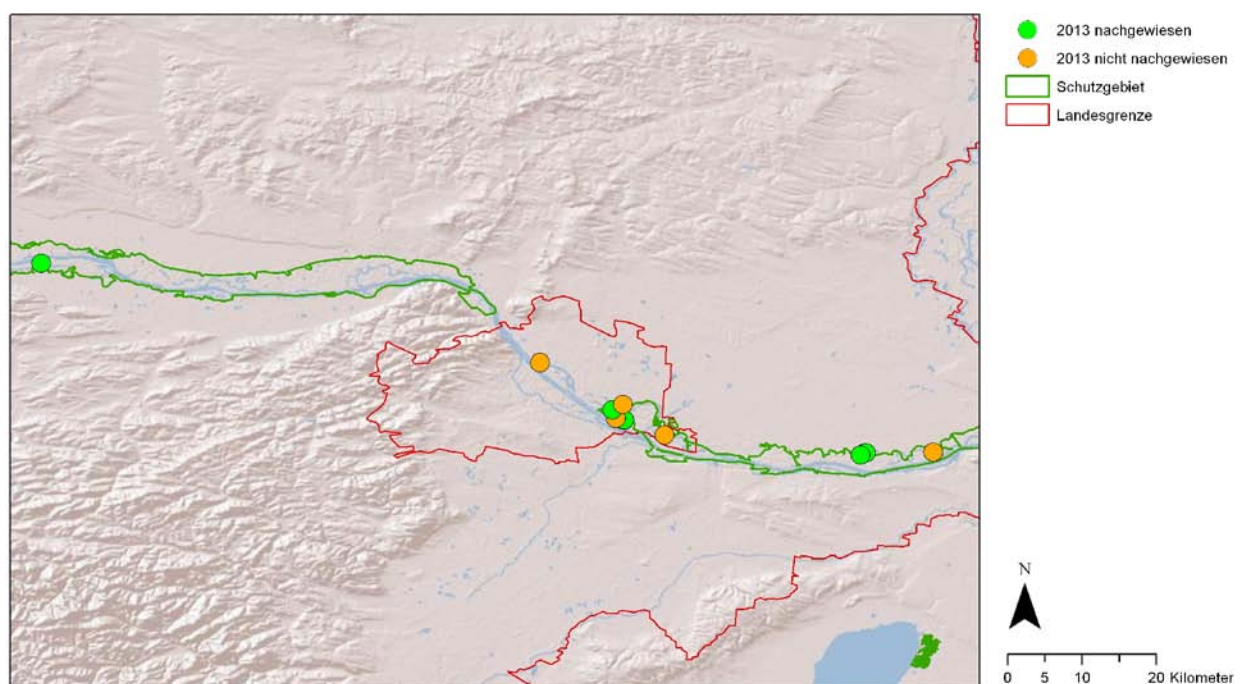 2013 nachgewiesen
2013 nicht nachgewiesen
Schutzgebiet
Landesgrenze
N
0 5 10 20 Kilometer